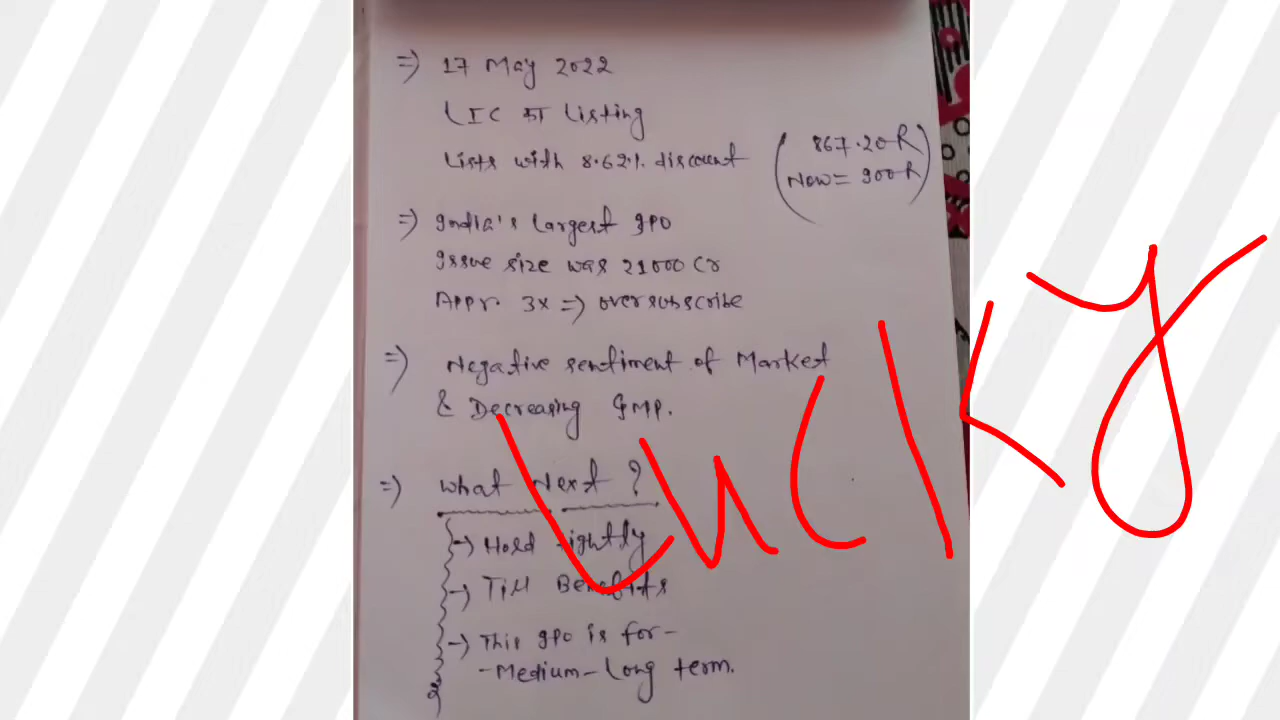 =) 17 May 2022
LIC का Listing
Lists with 8.62% discount
( 867.20 R
Now = 900 R )
=) India's largest IPO
Issue size was 21000 Cr
Appr. 3x =) oversubscribe
=) Negative sentiment of Market
& Decreasing GMP.
=) What Next ?
-) Hold tightly
-) Till Benefits
-) This IPO is for-
-Medium-long term.
Lucky